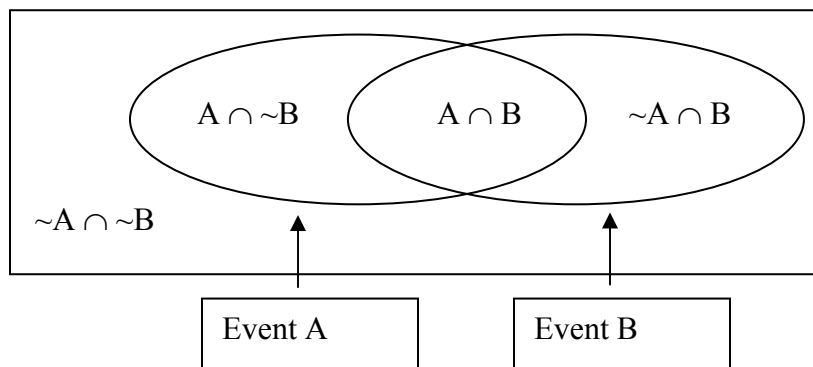 A ∩ ~B
A ∩ B
~A ∩ B
~A ∩ ~B
Event A
Event B